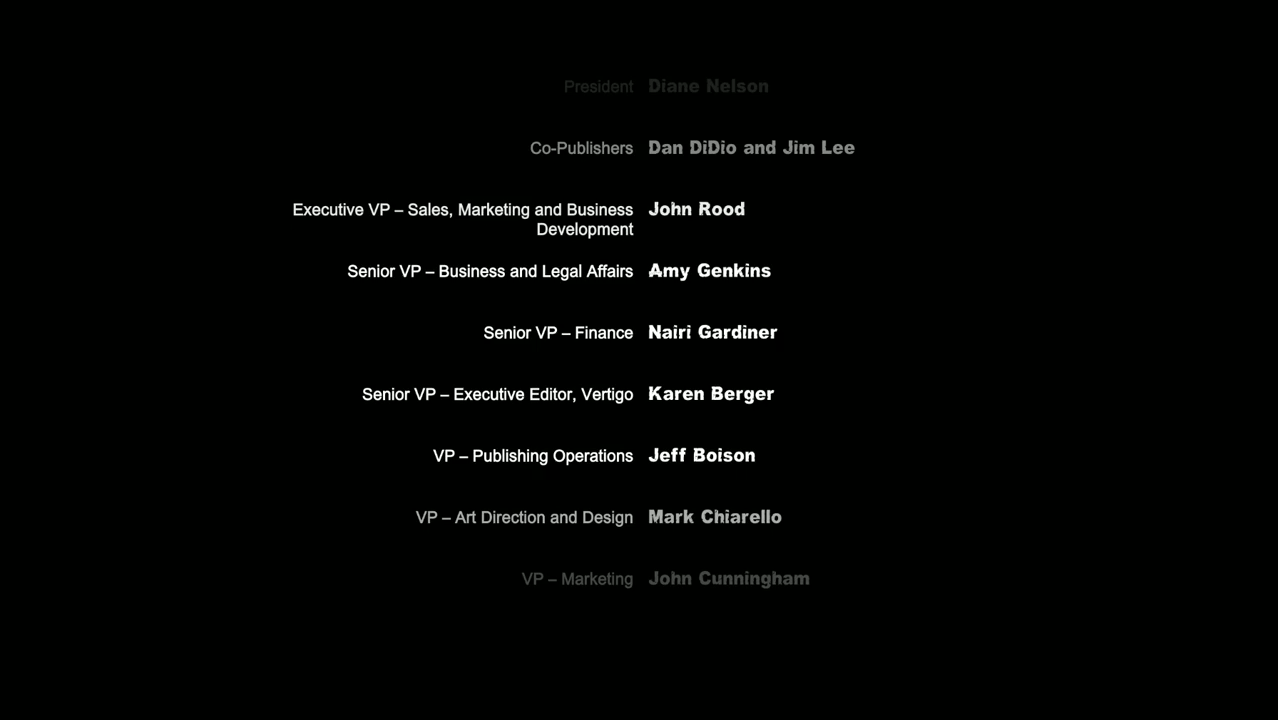 President Diane Nelson
Co-Publishers Dan DiDio and Jim Lee
Executive VP – Sales, Marketing and Business John Rood
Development
Senior VP – Business and Legal Affairs Amy Genkins
Senior VP – Finance Nairi Gardiner
Senior VP – Executive Editor, Vertigo Karen Berger
VP – Publishing Operations Jeff Boison
VP – Art Direction and Design Mark Chiarello
VP – Marketing John Cunningham